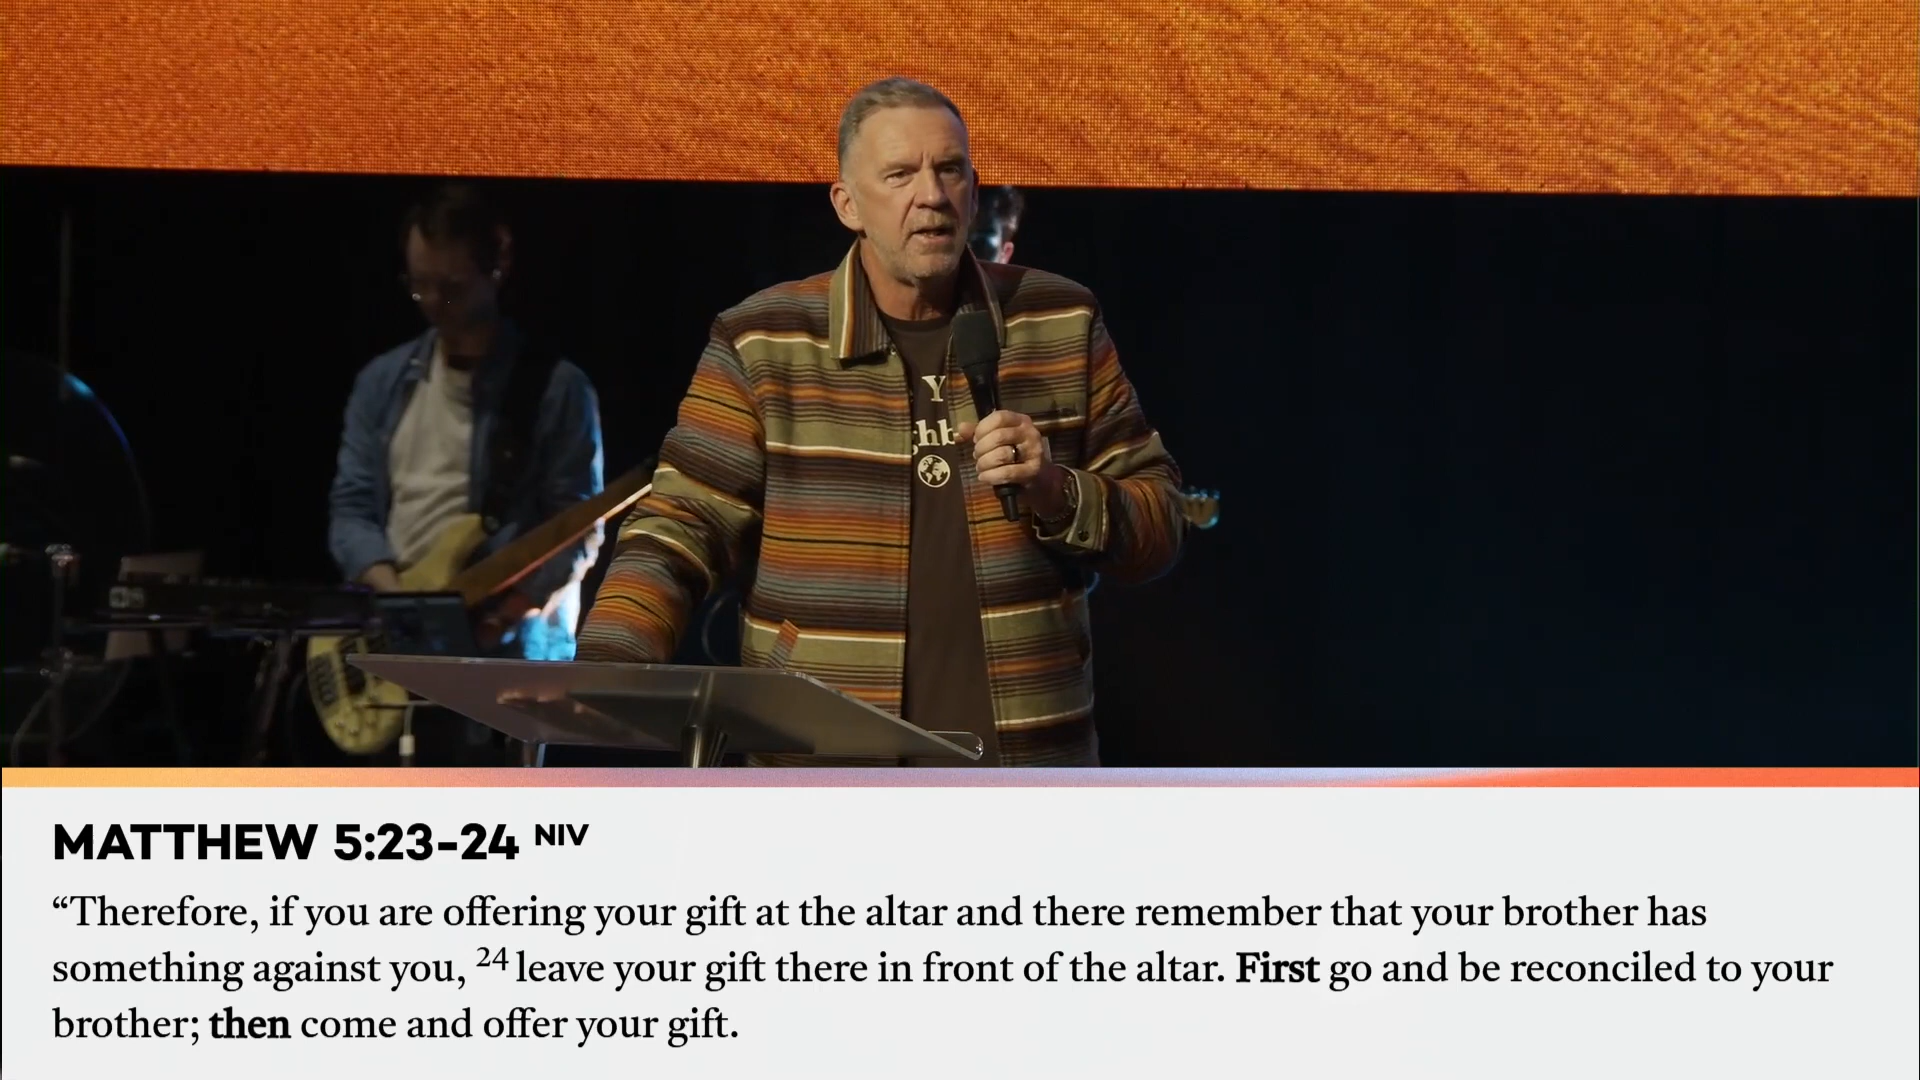 Y
ghb
MATTHEW 5:23-24 NIV
“Therefore, if you are offering your gift at the altar and there remember that your brother has
something against you, 24 leave your gift there in front of the altar. First go and be reconciled to your
brother; then come and offer your gift.